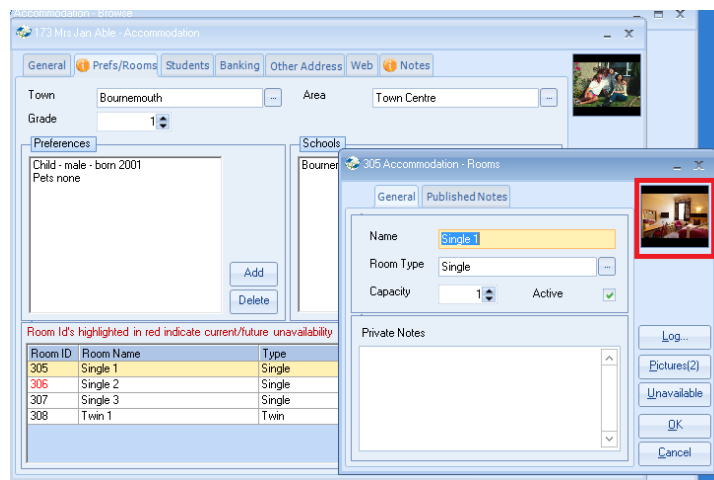 Accommodation - Browse
173 Mrs Jan Able - Accommodation
General Prefs/Rooms Students Banking Other Address Web Notes
Town Bournemouth ... Area Town Centre ...
Grade 1
Preferences
Child - male - born 2001
Pets none
Add
Delete
Schools
Bourne
Room Id's highlighted in red indicate current/future unavailability
Room ID Room Name Type
305 Single 1 Single
306 Single 2 Single
307 Single 3 Single
308 Twin 1 Twin
305 Accommodation - Rooms
General Published Notes
Name Single 1
Room Type Single ...
Capacity 1 Active
Private Notes
Log...
Pictures(2)
Unavailable
OK
Cancel